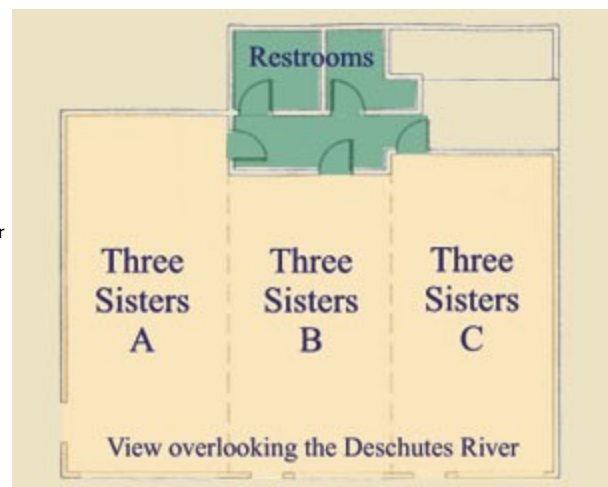 Restrooms
r
Three
Sisters
A
Three
Sisters
B
Three
Sisters
C
View overlooking the Deschutes River